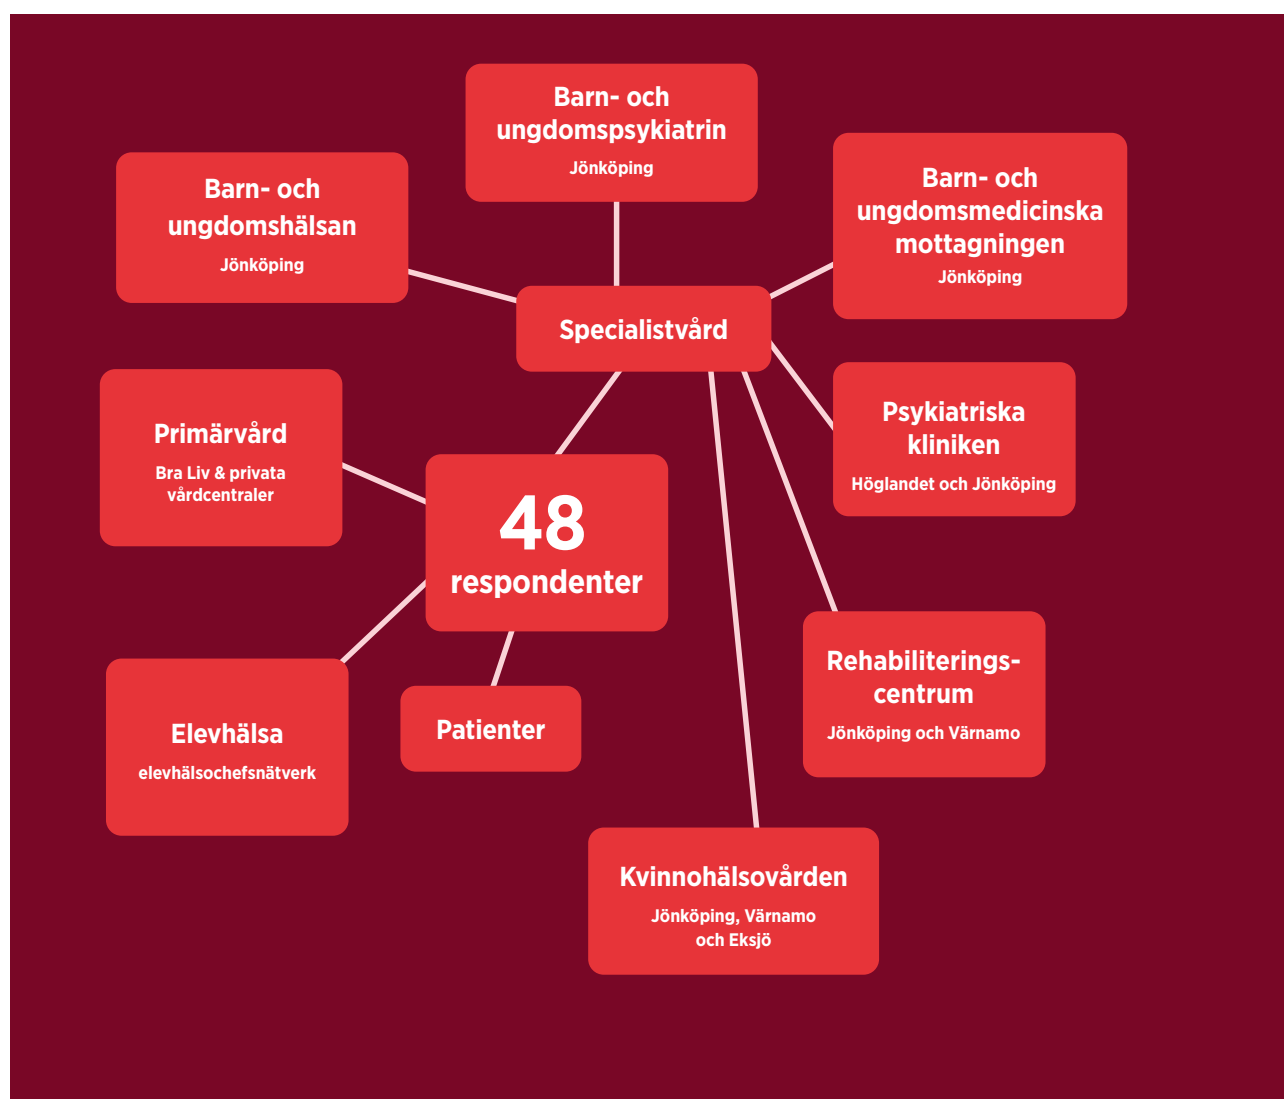 Barn- och
ungdomspsykiatrin
Jönköping
Barn- och
ungdomshälsan
Jönköping
Barn- och
ungdomsmedicinska
mottagningen
Jönköping
Specialistvård
Primärvård
Bra Liv & privata
vårdcentraler
Psykiatriska
kliniken
Höglandet och Jönköping
48
respondenter
Rehabiliterings-
centrum
Jönköping och Värnamo
Elevhälsa
elevhälsochefsnätverk
Patienter
Kvinnohälsovården
Jönköping, Värnamo
och Eksjö